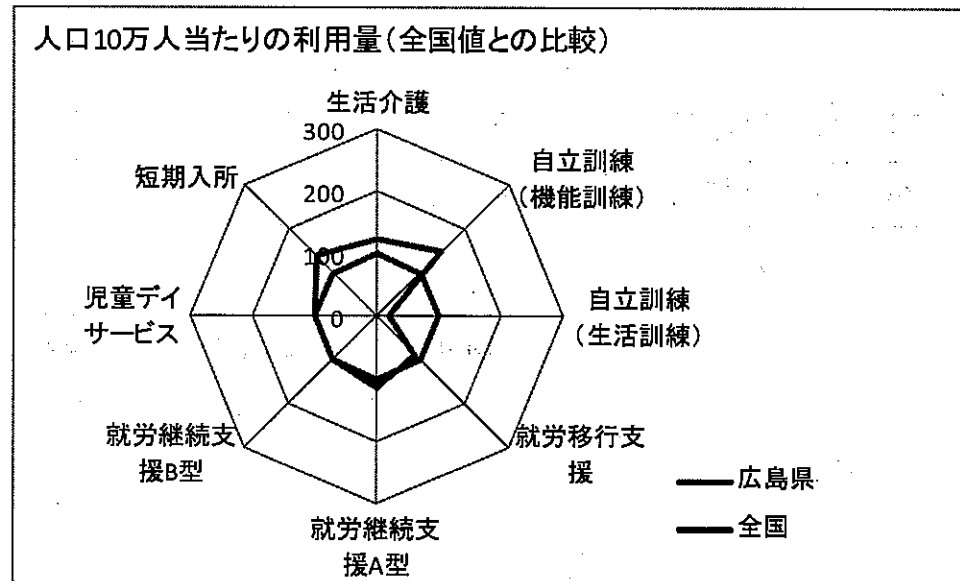 人口10万人当たりの利用量(全国値との比較)
生活介護
300
短期入所
自立訓練
(機能訓練)
200
100
児童デイ
サービス
0
自立訓練
(生活訓練)
就労継続支
援B型
就労移行支
援
就労継続支
援A型
広島県
全国